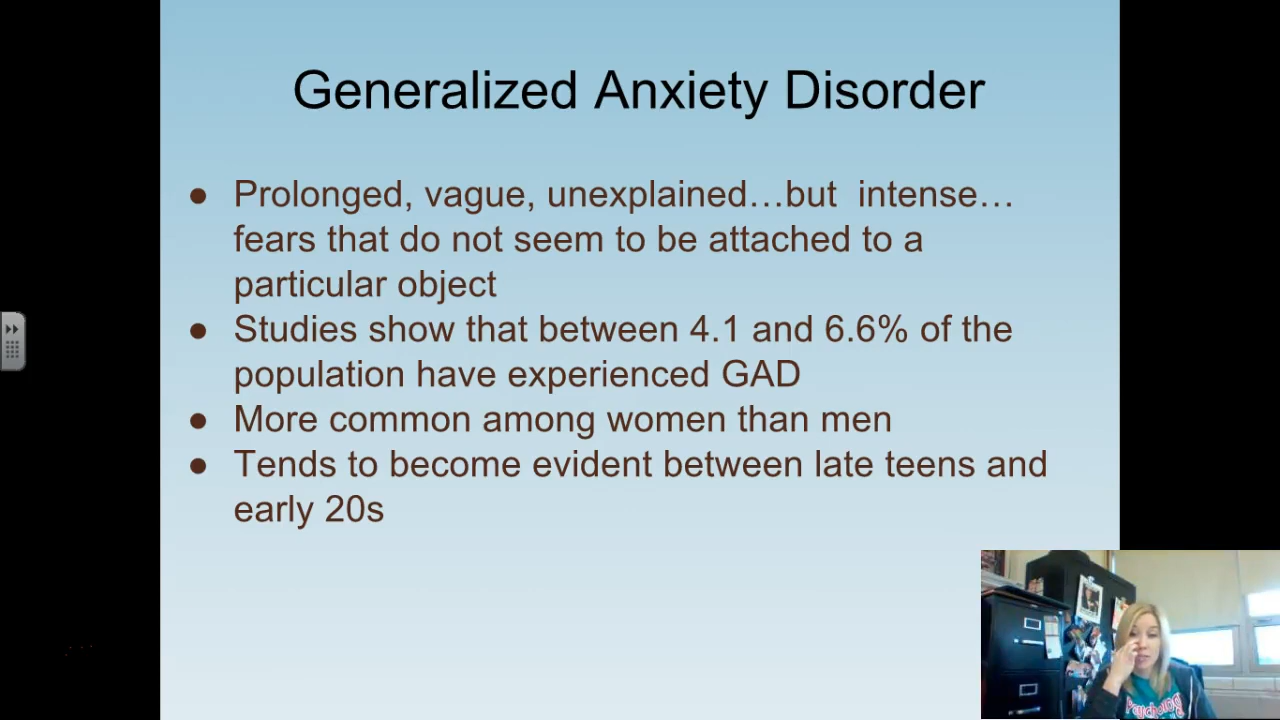 Generalized Anxiety Disorder
● Prolonged, vague, unexplained…but intense…
fears that do not seem to be attached to a
particular object
● Studies show that between 4.1 and 6.6% of the
population have experienced GAD
● More common among women than men
● Tends to become evident between late teens and
early 20s
Psychology